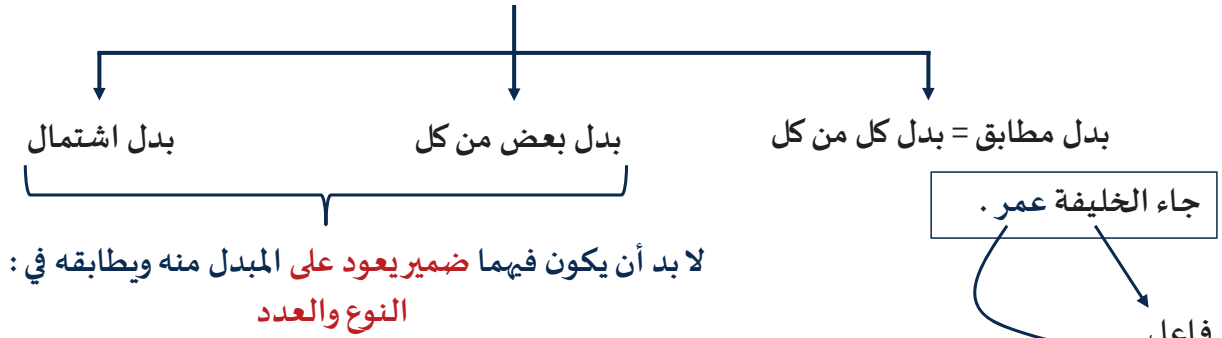 بدل مطابق = بدل كل من كل
بدل بعض من كل
بدل اشتمال
جاء الخليفة عمر .
لا بد أن يكون فيهما ضمير يعود على المبدل منه ويطابقه في :
النوع والعدد
فاعل